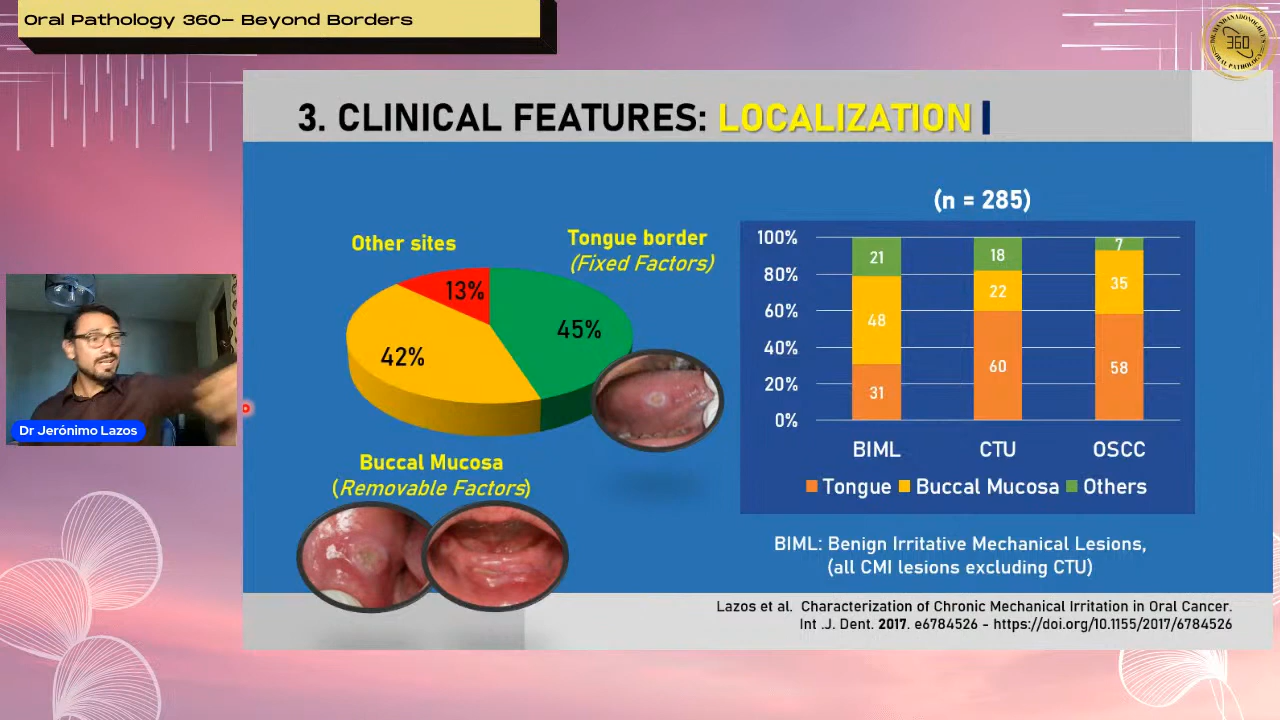 Oral Pathology 360– Beyond Borders
360
ORAL PATHOLOGY
3. CLINICAL FEATURES: LOCALIZATION
(n = 285)
Other sites
Tongue border
(Fixed Factors)
13%
45%
42%
Buccal Mucosa
(Removable Factors)
100%
80%
60%
40%
20%
0%
21
48
31
18
22
60
7
35
58
BIML
CTU
OSCC
Tongue Buccal Mucosa Others
BIML: Benign Irritative Mechanical Lesions,
(all CMI lesions excluding CTU)
Dr Jerónimo Lazos
Lazos et al. Characterization of Chronic Mechanical Irritation in Oral Cancer.
Int .J. Dent. 2017. e6784526 - https://doi.org/10.1155/2017/6784526